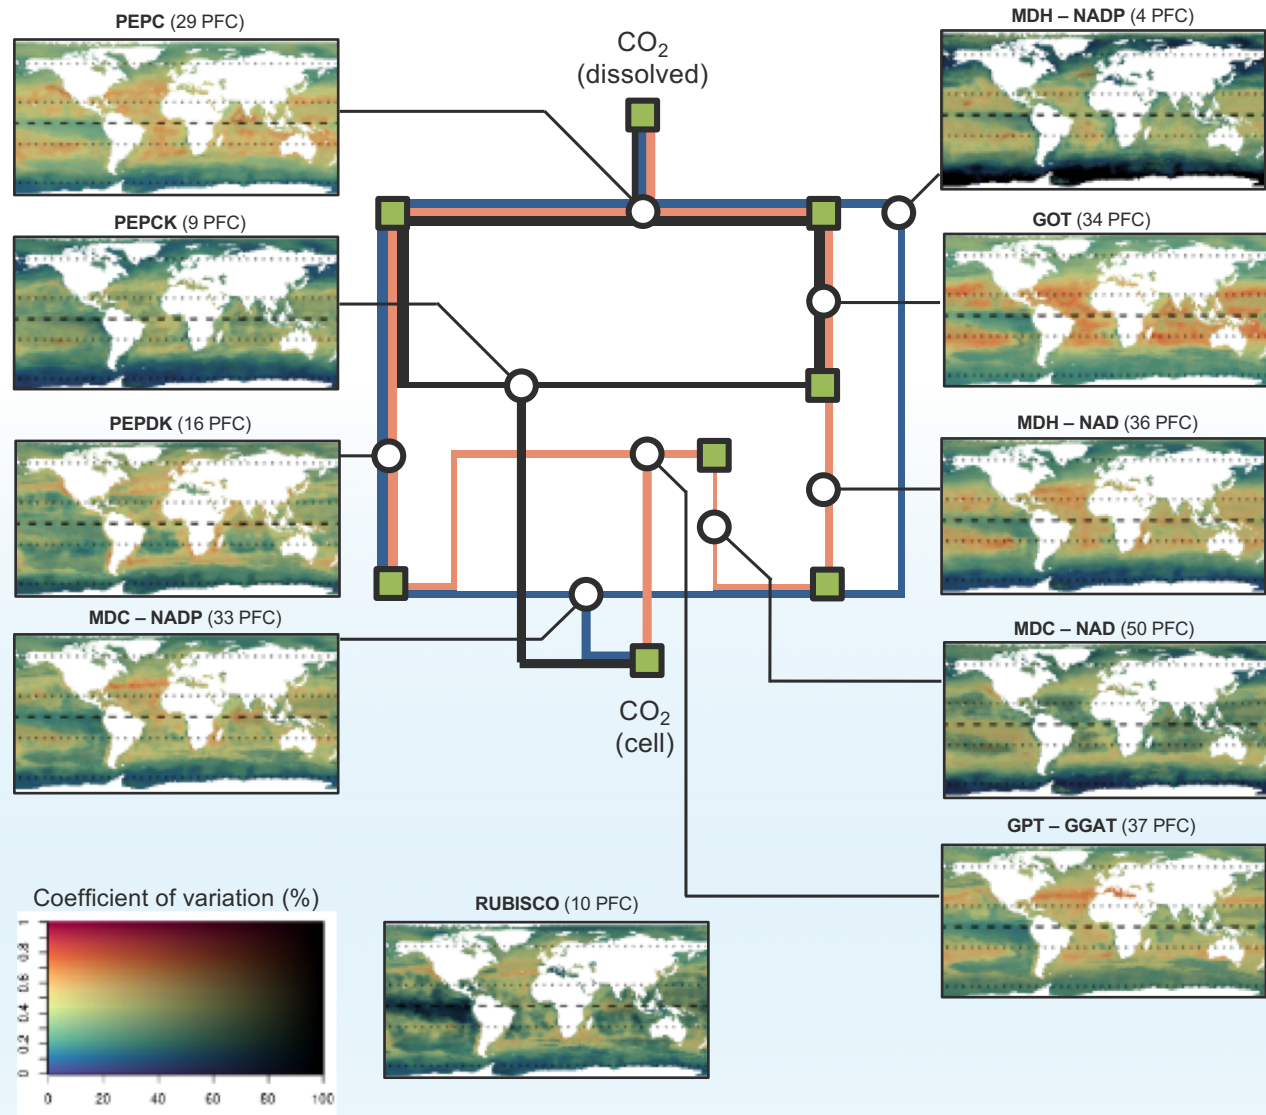 PEPC (29 PFC)
CO2
(dissolved)
MDH – NADP (4 PFC)
PEPCK (9 PFC)
GOT (34 PFC)
PEPDK (16 PFC)
MDH – NAD (36 PFC)
MDC – NADP (33 PFC)
MDC – NAD (50 PFC)
CO2
(cell)
GPT – GGAT (37 PFC)
Coefficient of variation (%)
RUBISCO (10 PFC)
1
0.8
0.6
0.4
0.2
0
0 20 40 60 80 100